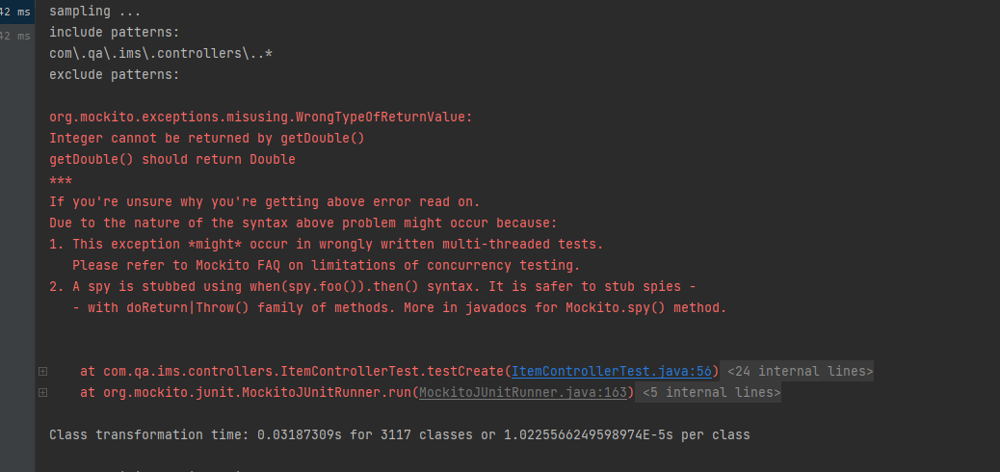 42 ms
42 ms
sampling ...
include patterns:
com\.qa\.ims\.controllers\..*
exclude patterns:
org.mockito.exceptions.misusing.WrongTypeOfReturnValue:
Integer cannot be returned by getDouble()
getDouble() should return Double
***
If you're unsure why you're getting above error read on.
Due to the nature of the syntax above problem might occur because:
1. This exception *might* occur in wrongly written multi-threaded tests.
Please refer to Mockito FAQ on limitations of concurrency testing.
2. A spy is stubbed using when(spy.foo()).then() syntax. It is safer to stub spies -
- with doReturn|Throw() family of methods. More in javadocs for Mockito.spy() method.
at com.qa.ims.controllers.ItemControllerTest.testCreate(ItemControllerTest.java:56) <24 internal lines>
at org.mockito.junit.MockitoJUnitRunner.run(MockitoJUnitRunner.java:163) <5 internal lines>
Class transformation time: 0.03187309s for 3117 classes or 1.0225566249598974E-5s per class